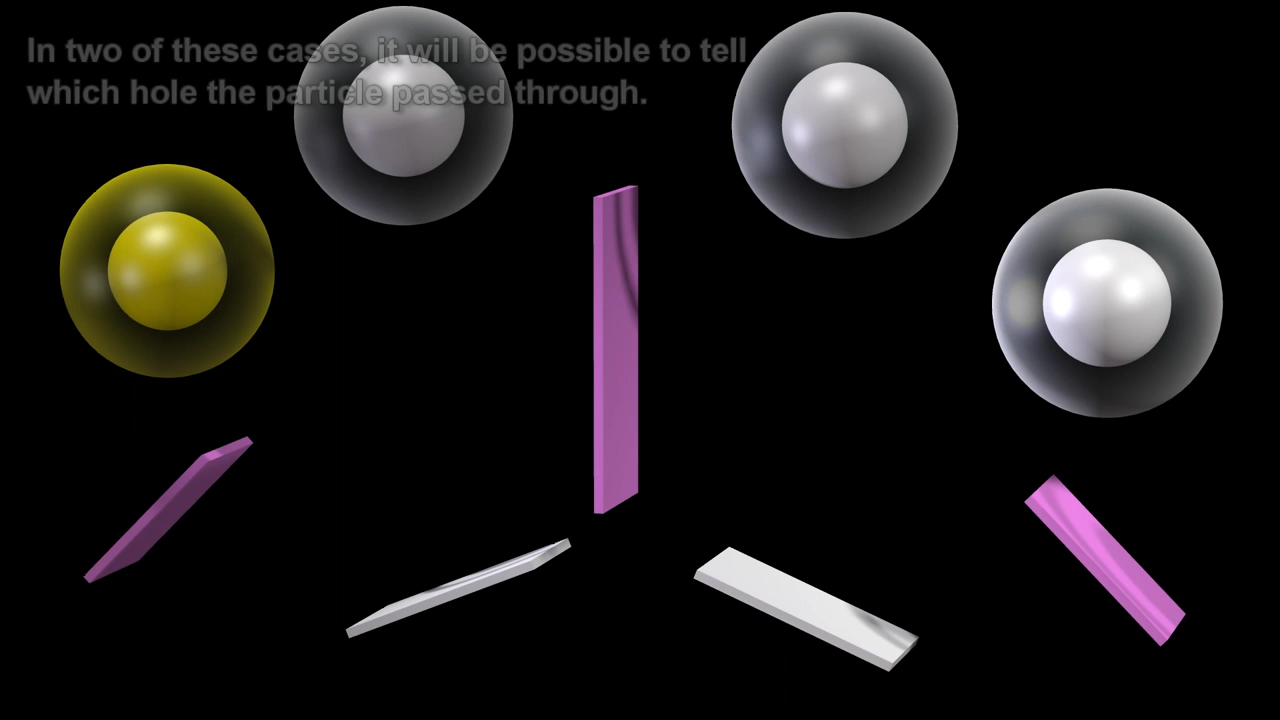 In two of these cases, it will be possible to tell
which hole the particle passed through.